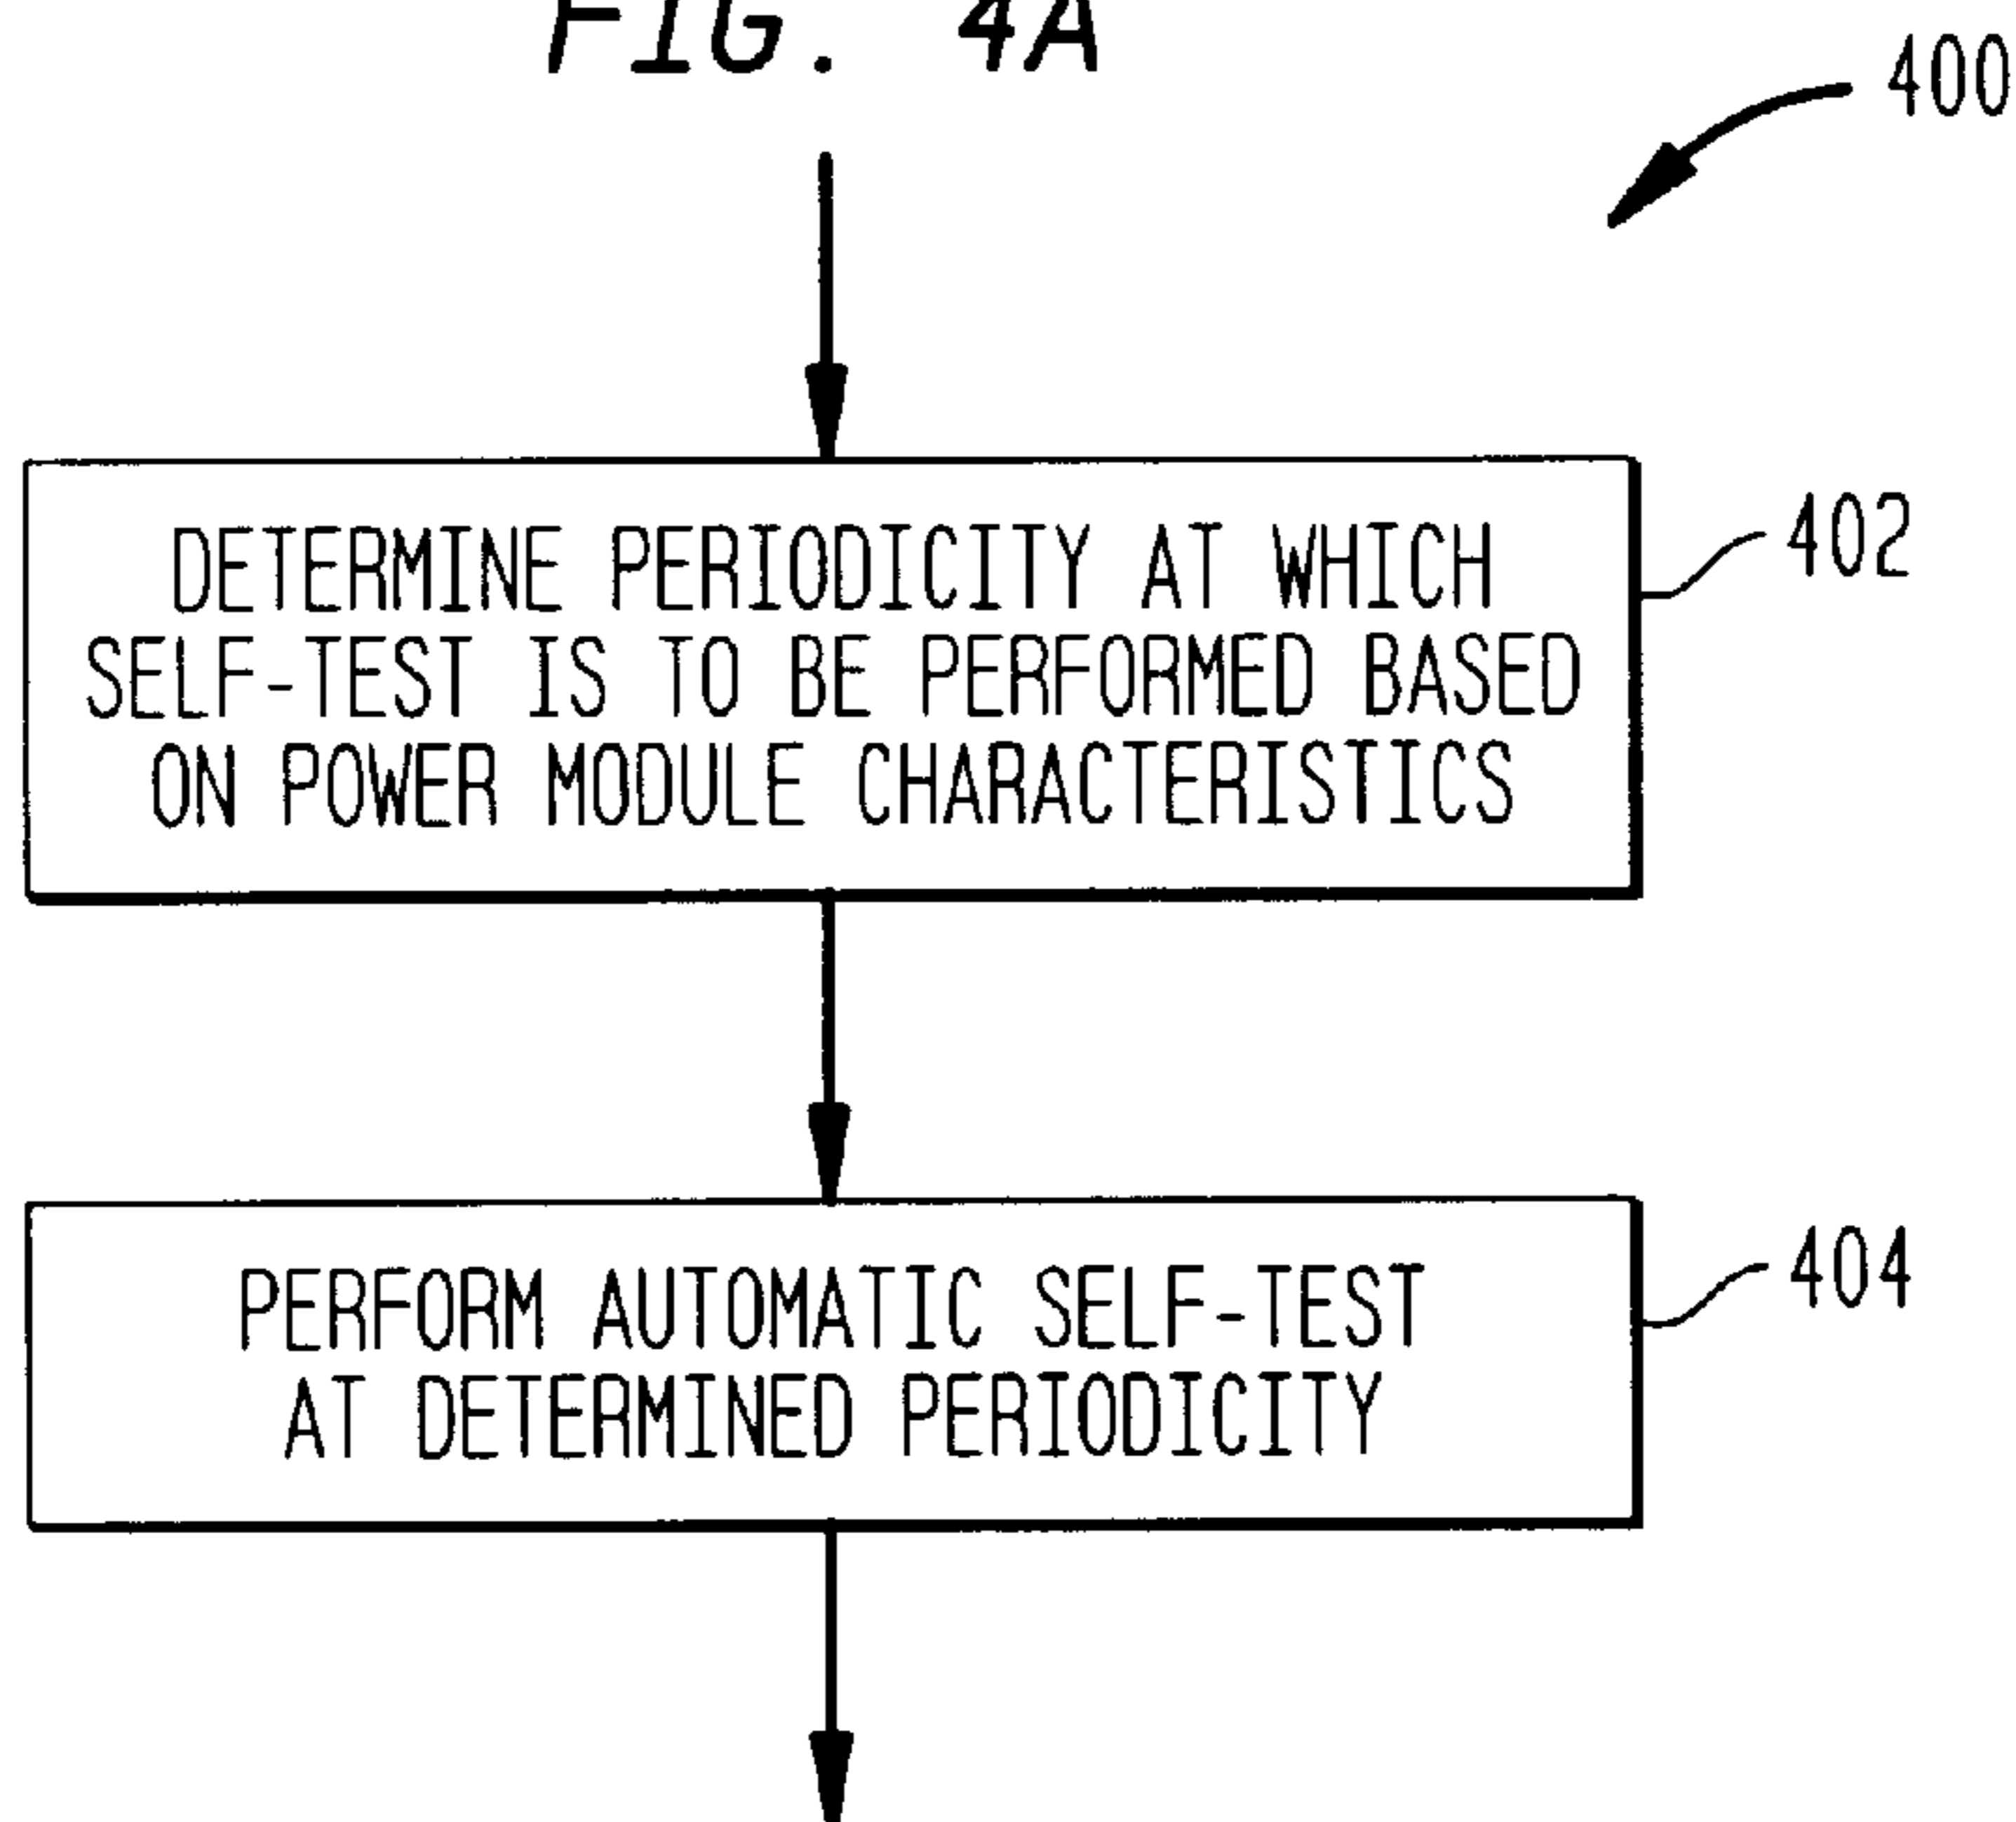 FIG. 4A
400
DETERMINE PERIODICITY AT WHICH
SELF-TEST IS TO BE PERFORMED BASED
ON POWER MODULE CHARACTERISTICS
402
PERFORM AUTOMATIC SELF-TEST
AT DETERMINED PERIODICITY
404